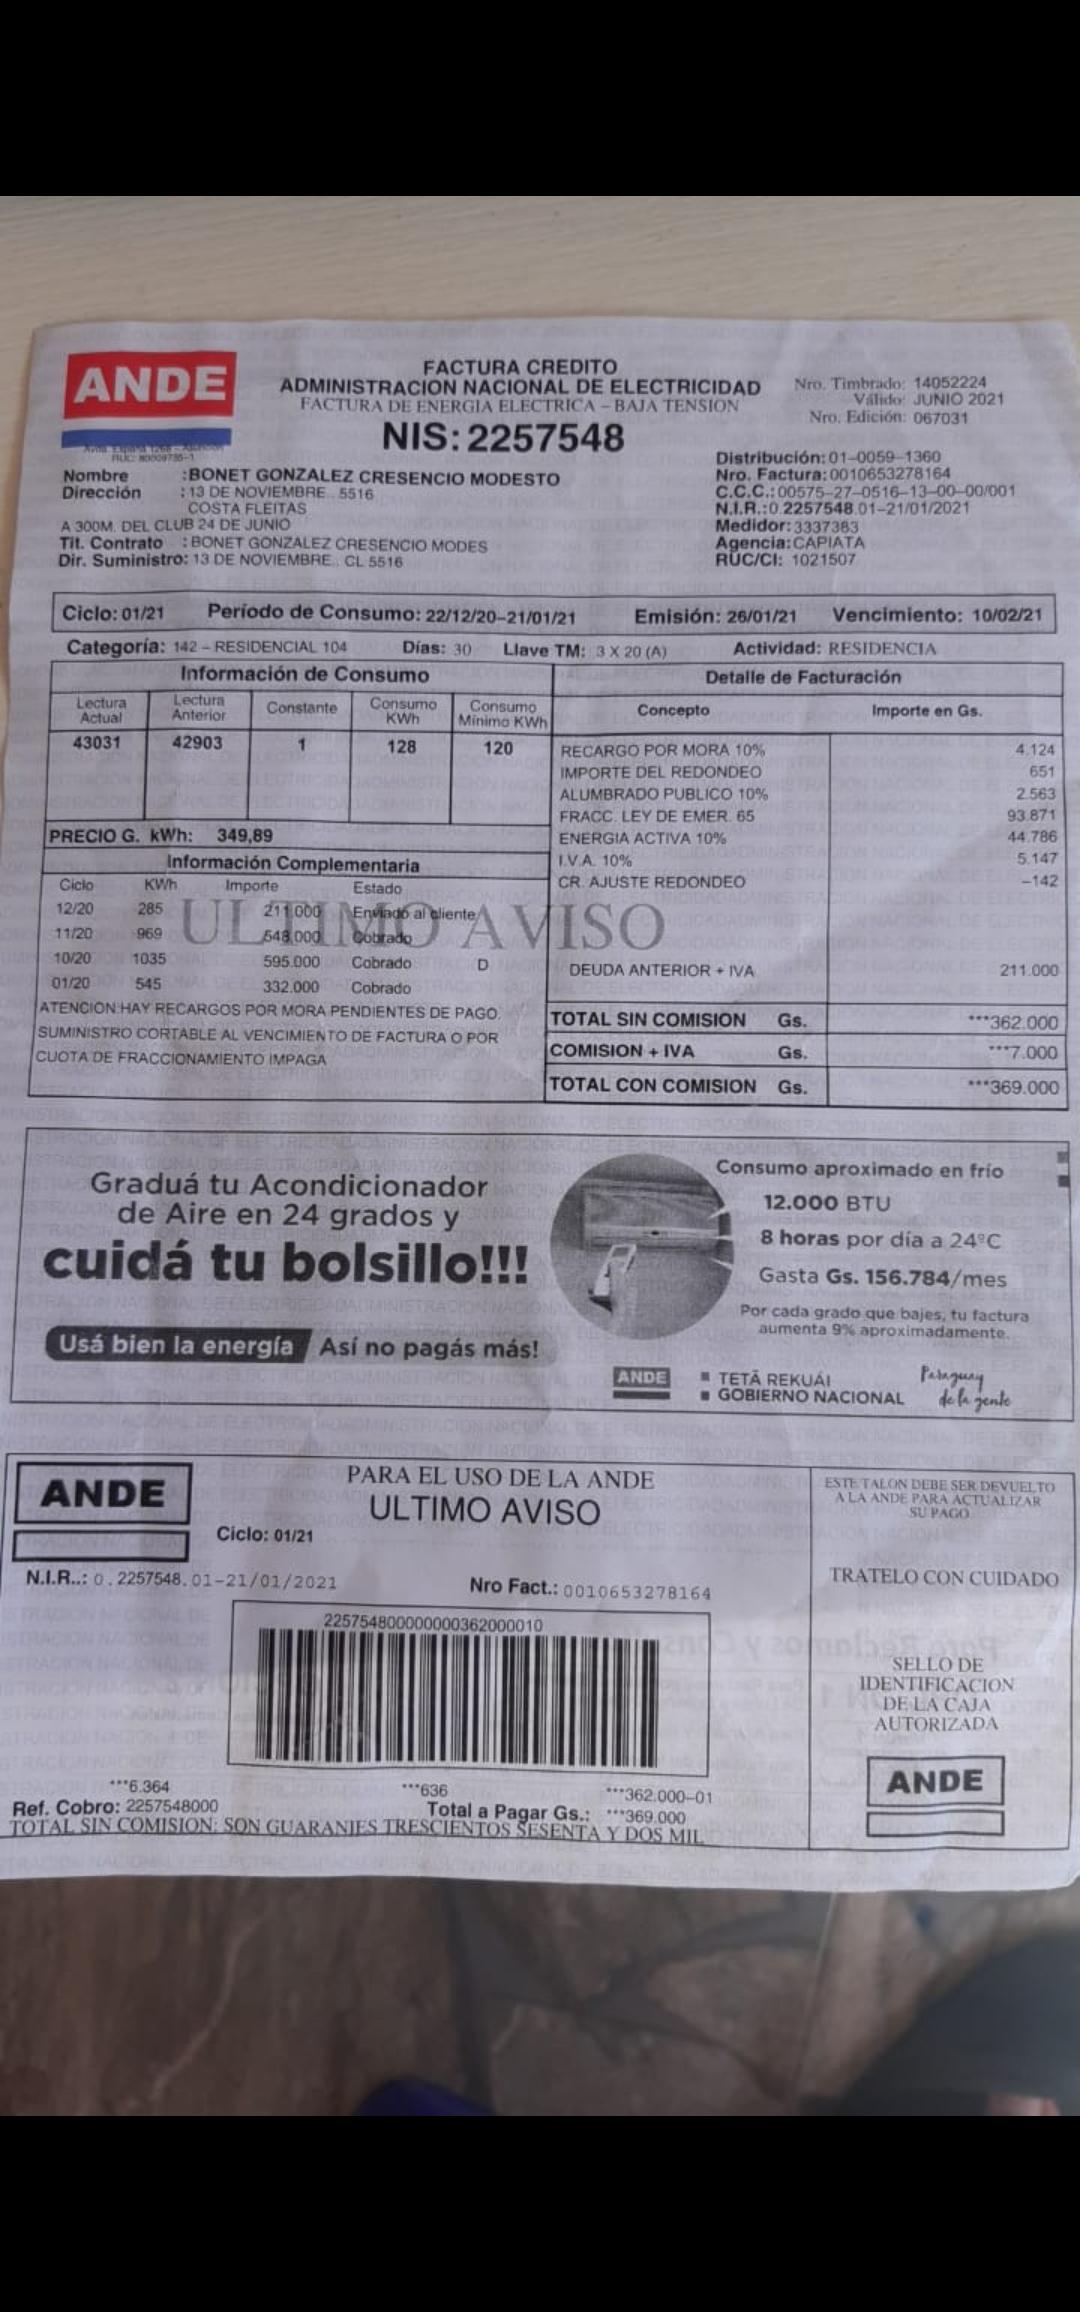 ANDE
FACTURA CREDITO
ADMINISTRACION NACIONAL DE ELECTRICIDAD
FACTURA DE ENERGIA ELECTRICA – BAJA TENSION
NIS: 2257548
Nro. Timbrado: 14052224
Válido: JUNIO 2021
Nro. Edición: 067031
Avda. España 1268 – Asunción
RUC: 80009735-1
Nombre :BONET GONZALEZ CRESENCIO MODESTO
Dirección : 13 DE NOVIEMBRE.. 5516
COSTA FLEITAS
A 300M. DEL CLUB 24 DE JUNIO
Tit. Contrato : BONET GONZALEZ CRESENCIO MODES
Dir. Suministro: 13 DE NOVIEMBRE.. CL 5516
Distribución: 01-0059-1360
Nro. Factura: 0010653278164
C.C.C.: 00575-27-0516-13-00-00/001
N.I.R.: 0.2257548.01-21/01/2021
Medidor: 3337383
Agencia: CAPIATA
RUC/CI: 1021507
Ciclo: 01/21 Período de Consumo: 22/12/20-21/01/21 Emisión: 26/01/21 Vencimiento: 10/02/21
Categoría: 142 – RESIDENCIAL 104 Días: 30 Llave TM: 3 X 20 (A) Actividad: RESIDENCIA
Información de Consumo
Lectura Actual Lectura Anterior Constante Consumo KWh Consumo Mínimo KWh
43031 42903 1 128 120
PRECIO G. kWh: 349,89
Información Complementaria
Ciclo KWh Importe Estado
12/20 285 211.000 Enviado al cliente
11/20 969 548.000 Cobrado
10/20 1035 595.000 Cobrado D
01/20 545 332.000 Cobrado
ULTIMO AVISO
ATENCION:HAY RECARGOS POR MORA PENDIENTES DE PAGO.
SUMINISTRO CORTABLE AL VENCIMIENTO DE FACTURA O POR
CUOTA DE FRACCIONAMIENTO IMPAGA
Detalle de Facturación
Concepto Importe en Gs.
RECARGO POR MORA 10% 4.124
IMPORTE DEL REDONDEO 651
ALUMBRADO PUBLICO 10% 2.563
FRACC. LEY DE EMER. 65 93.871
ENERGIA ACTIVA 10% 44.786
I.V.A. 10% 5.147
CR. AJUSTE REDONDEO –142
DEUDA ANTERIOR + IVA 211.000
TOTAL SIN COMISION Gs. ***362.000
COMISION + IVA Gs. ***7.000
TOTAL CON COMISION Gs. ***369.000
Graduá tu Acondicionador
de Aire en 24 grados y
cuidá tu bolsillo!!!
Usá bien la energía Así no pagás más!
Consumo aproximado en frío
12.000 BTU
8 horas por día a 24°C
Gasta Gs. 156.784/mes
Por cada grado que bajes, tu factura
aumenta 9% aproximadamente.
ANDE
TETÃ REKUÁI
GOBIERNO NACIONAL
Paraguay
de la gente
ANDE
PARA EL USO DE LA ANDE
ULTIMO AVISO
Ciclo: 01/21
N.I.R..: 0.2257548.01-21/01/2021
Nro Fact.: 0010653278164
225754800000000362000010
***6.364 ***636 ***362.000–01
Ref. Cobro: 2257548000 Total a Pagar Gs.: ***369.000
TOTAL SIN COMISION: SON GUARANIES TRESCIENTOS SESENTA Y DOS MIL
ESTE TALON DEBE SER DEVUELTO
A LA ANDE PARA ACTUALIZAR
SU PAGO
TRATELO CON CUIDADO
SELLO DE
IDENTIFICACION
DE LA CAJA
AUTORIZADA
ANDE